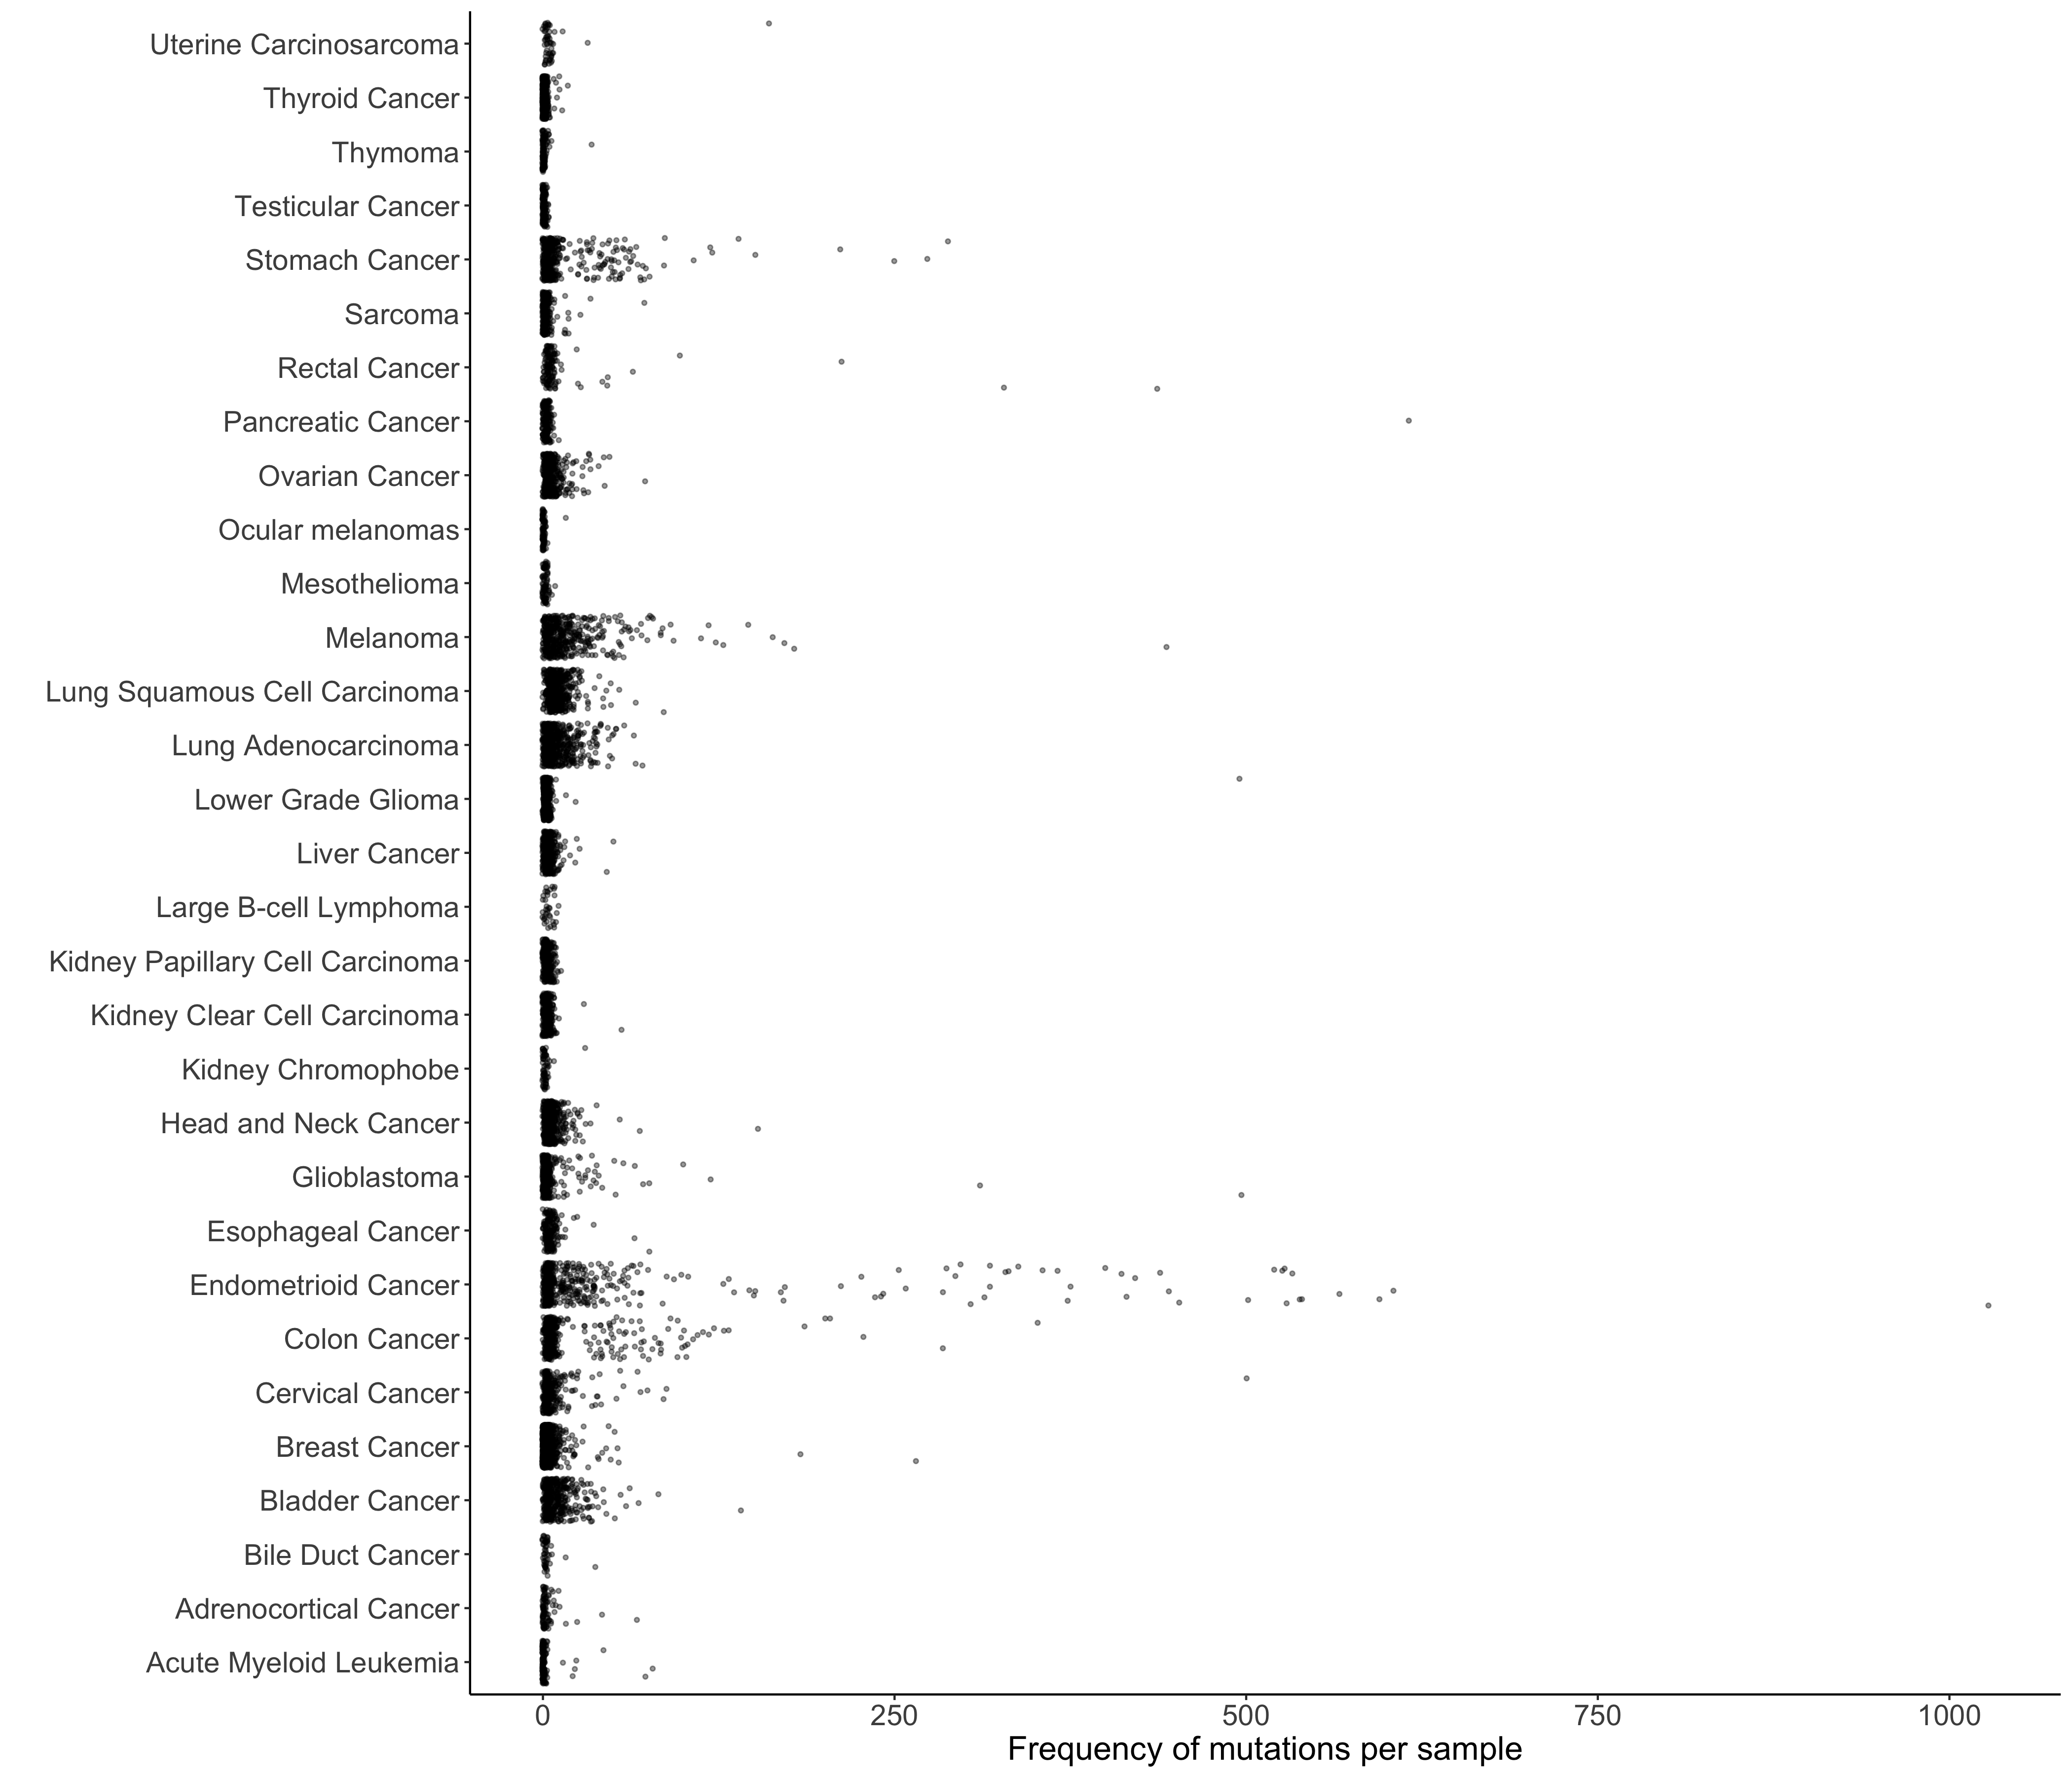 Uterine Carcinosarcoma
Thyroid Cancer
Thymoma
Testicular Cancer
Stomach Cancer
Sarcoma
Rectal Cancer
Pancreatic Cancer
Ovarian Cancer
Ocular melanomas
Mesothelioma
Melanoma
Lung Squamous Cell Carcinoma
Lung Adenocarcinoma
Lower Grade Glioma
Liver Cancer
Large B-cell Lymphoma
Kidney Papillary Cell Carcinoma
Kidney Clear Cell Carcinoma
Kidney Chromophobe
Head and Neck Cancer
Glioblastoma
Esophageal Cancer
Endometrioid Cancer
Colon Cancer
Cervical Cancer
Breast Cancer
Bladder Cancer
Bile Duct Cancer
Adrenocortical Cancer
Acute Myeloid Leukemia
0 250 500 750 1000
Frequency of mutations per sample